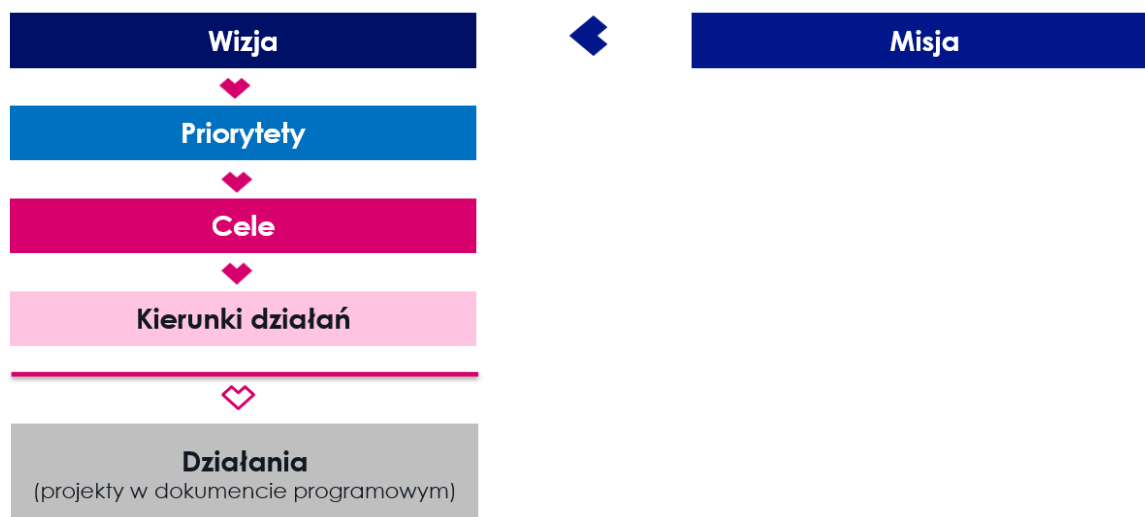 Wizja
Misja
Priorytety
Cele
Kierunki działań
Działania
(projekty w dokumencie programowym)